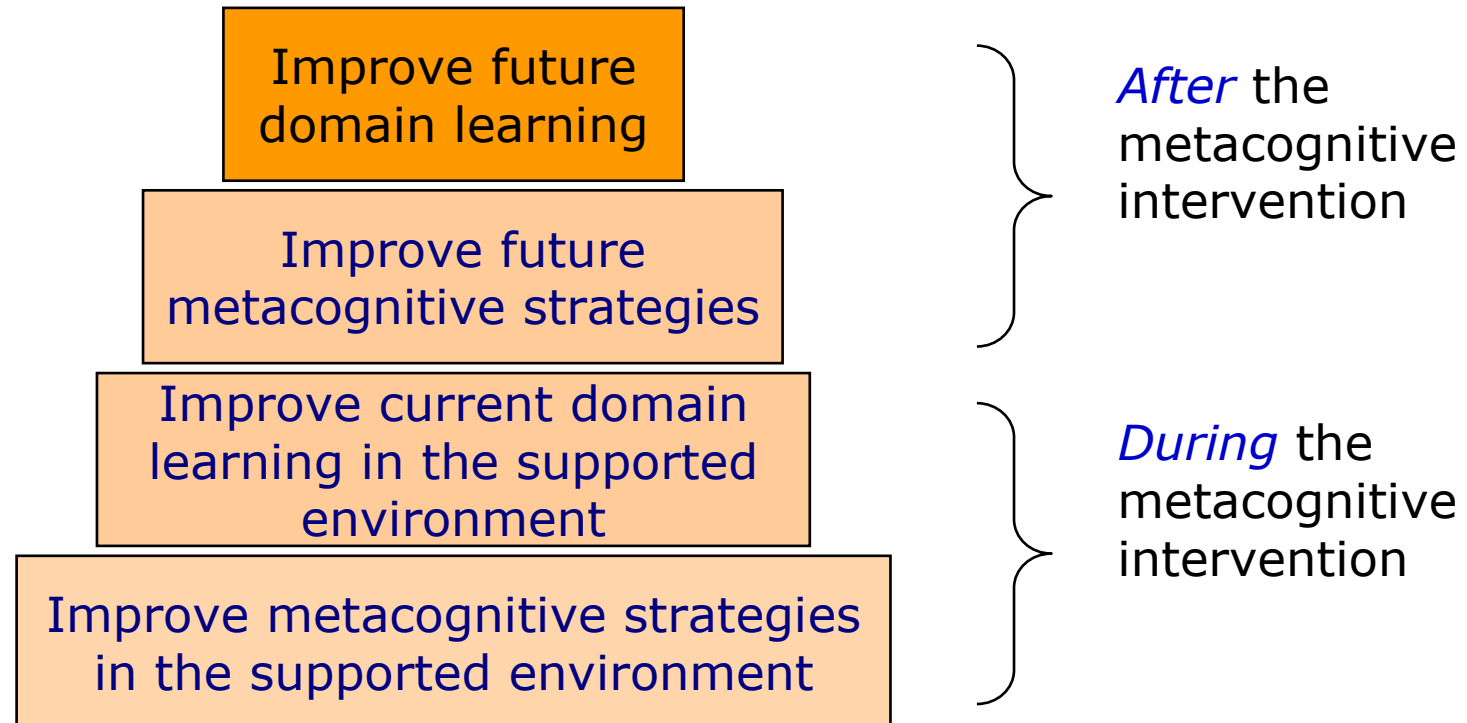 Improve future
domain learning
After the
metacognitive
intervention
Improve future
metacognitive strategies
Improve current domain
learning in the supported
environment
During the
metacognitive
intervention
Improve metacognitive strategies
in the supported environment